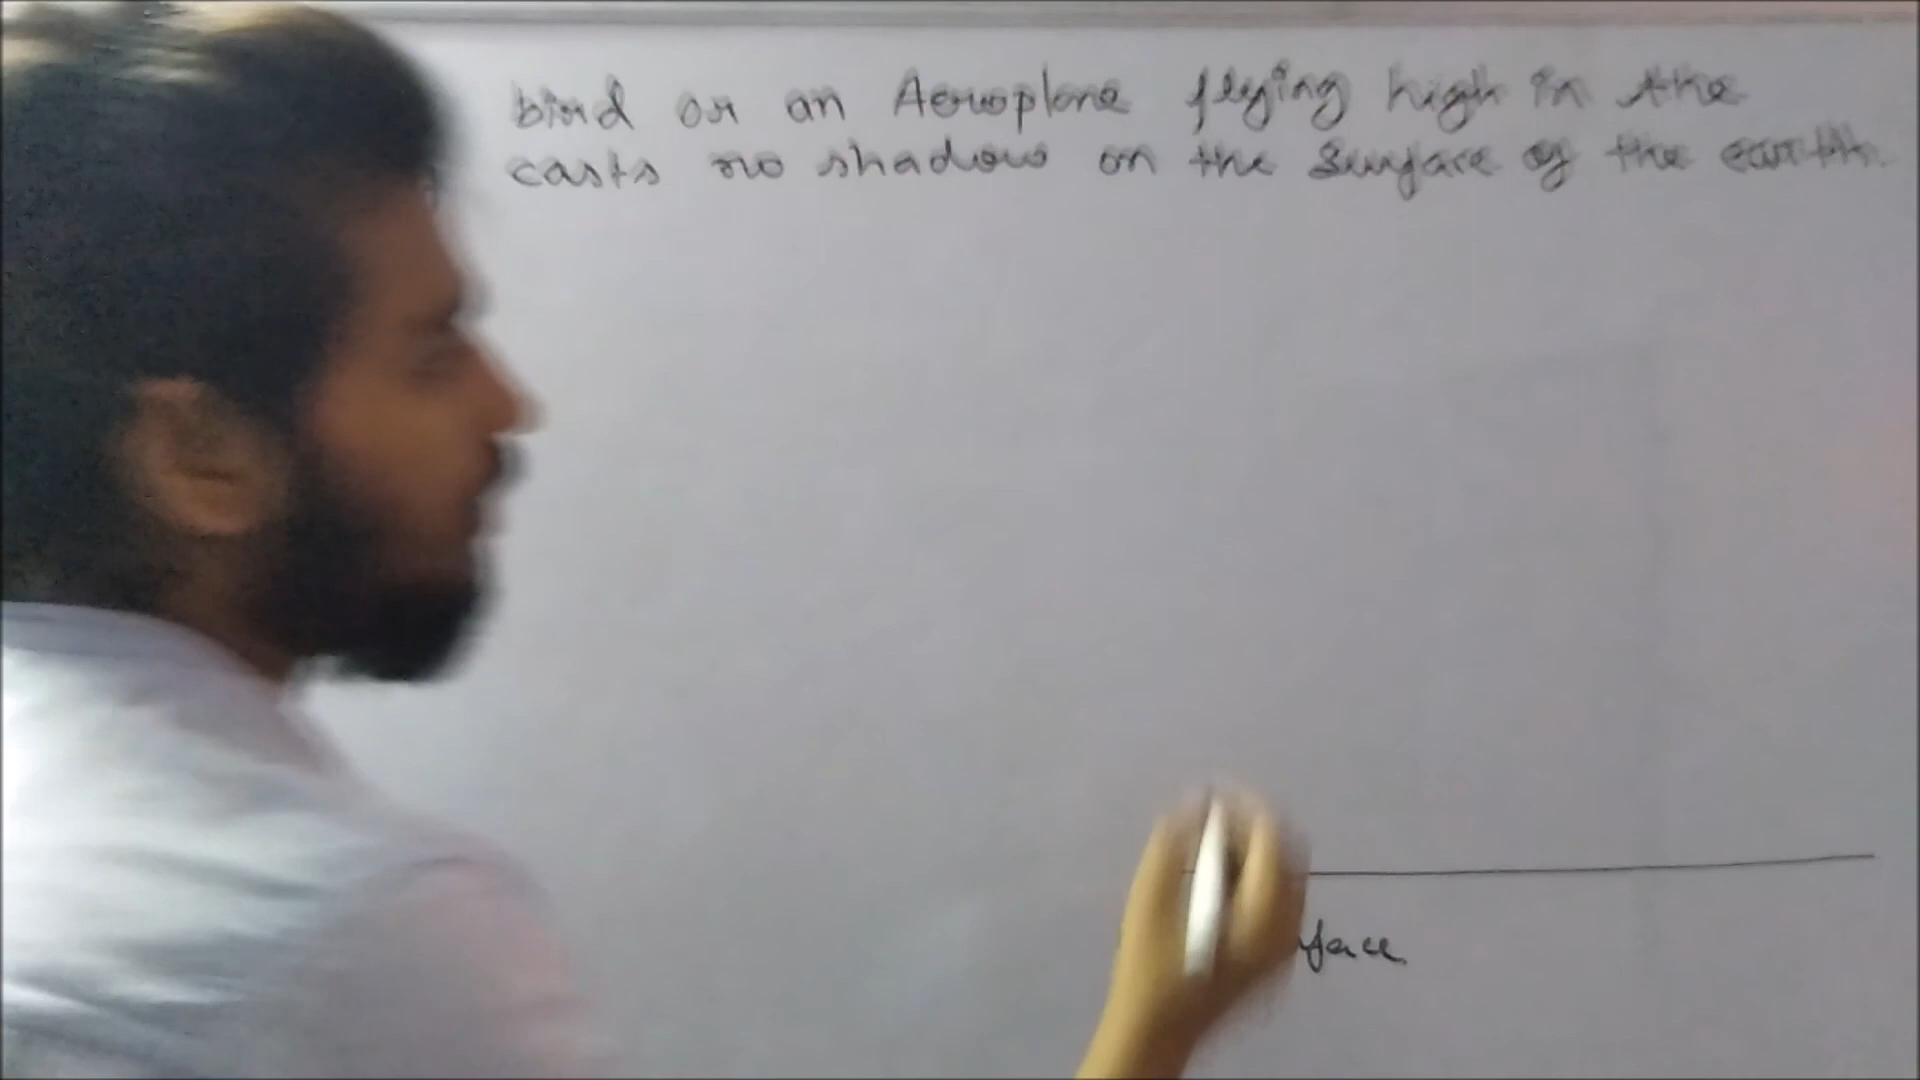 bird or an Aeroplane flying high in the
casts no shadow on the Surface of the earth.
face